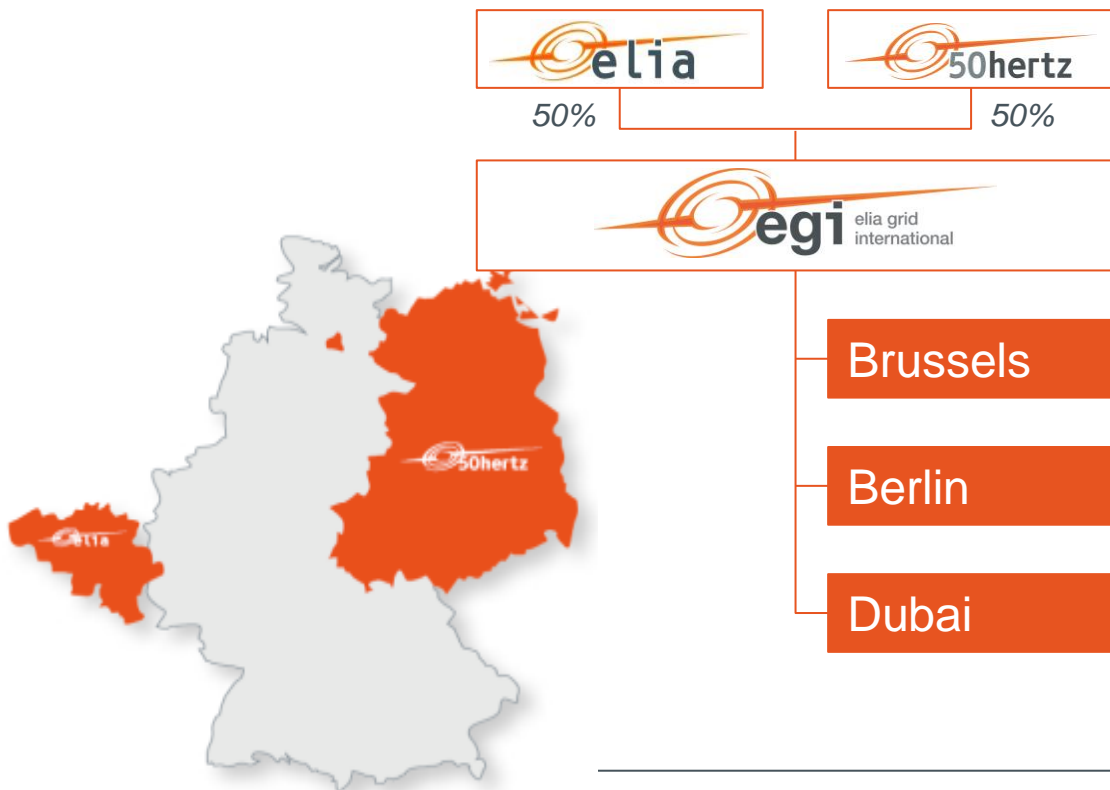 elia
50hertz
50%
50%
egi elia grid
international
Brussels
50hertz
Berlin
elia
Dubai